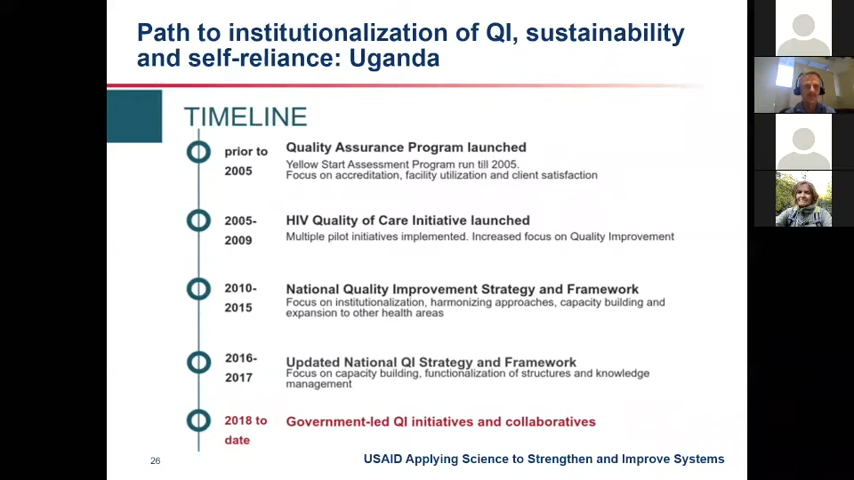 Path to institutionalization of QI, sustainability
and self-reliance: Uganda
TIMELINE
prior to
2005
Quality Assurance Program launched
Yellow Start Assessment Program run till 2005.
Focus on accreditation, facility utilization and client satisfaction
2005-
2009
HIV Quality of Care Initiative launched
Multiple pilot initiatives implemented. Increased focus on Quality Improvement
2010-
2015
National Quality Improvement Strategy and Framework
Focus on institutionalization, harmonizing approaches, capacity building and
expansion to other health areas
2016-
2017
Updated National QI Strategy and Framework
Focus on capacity building, functionalization of structures and knowledge
management
2018 to
date
Government-led QI initiatives and collaboratives
26
USAID Applying Science to Strengthen and Improve Systems